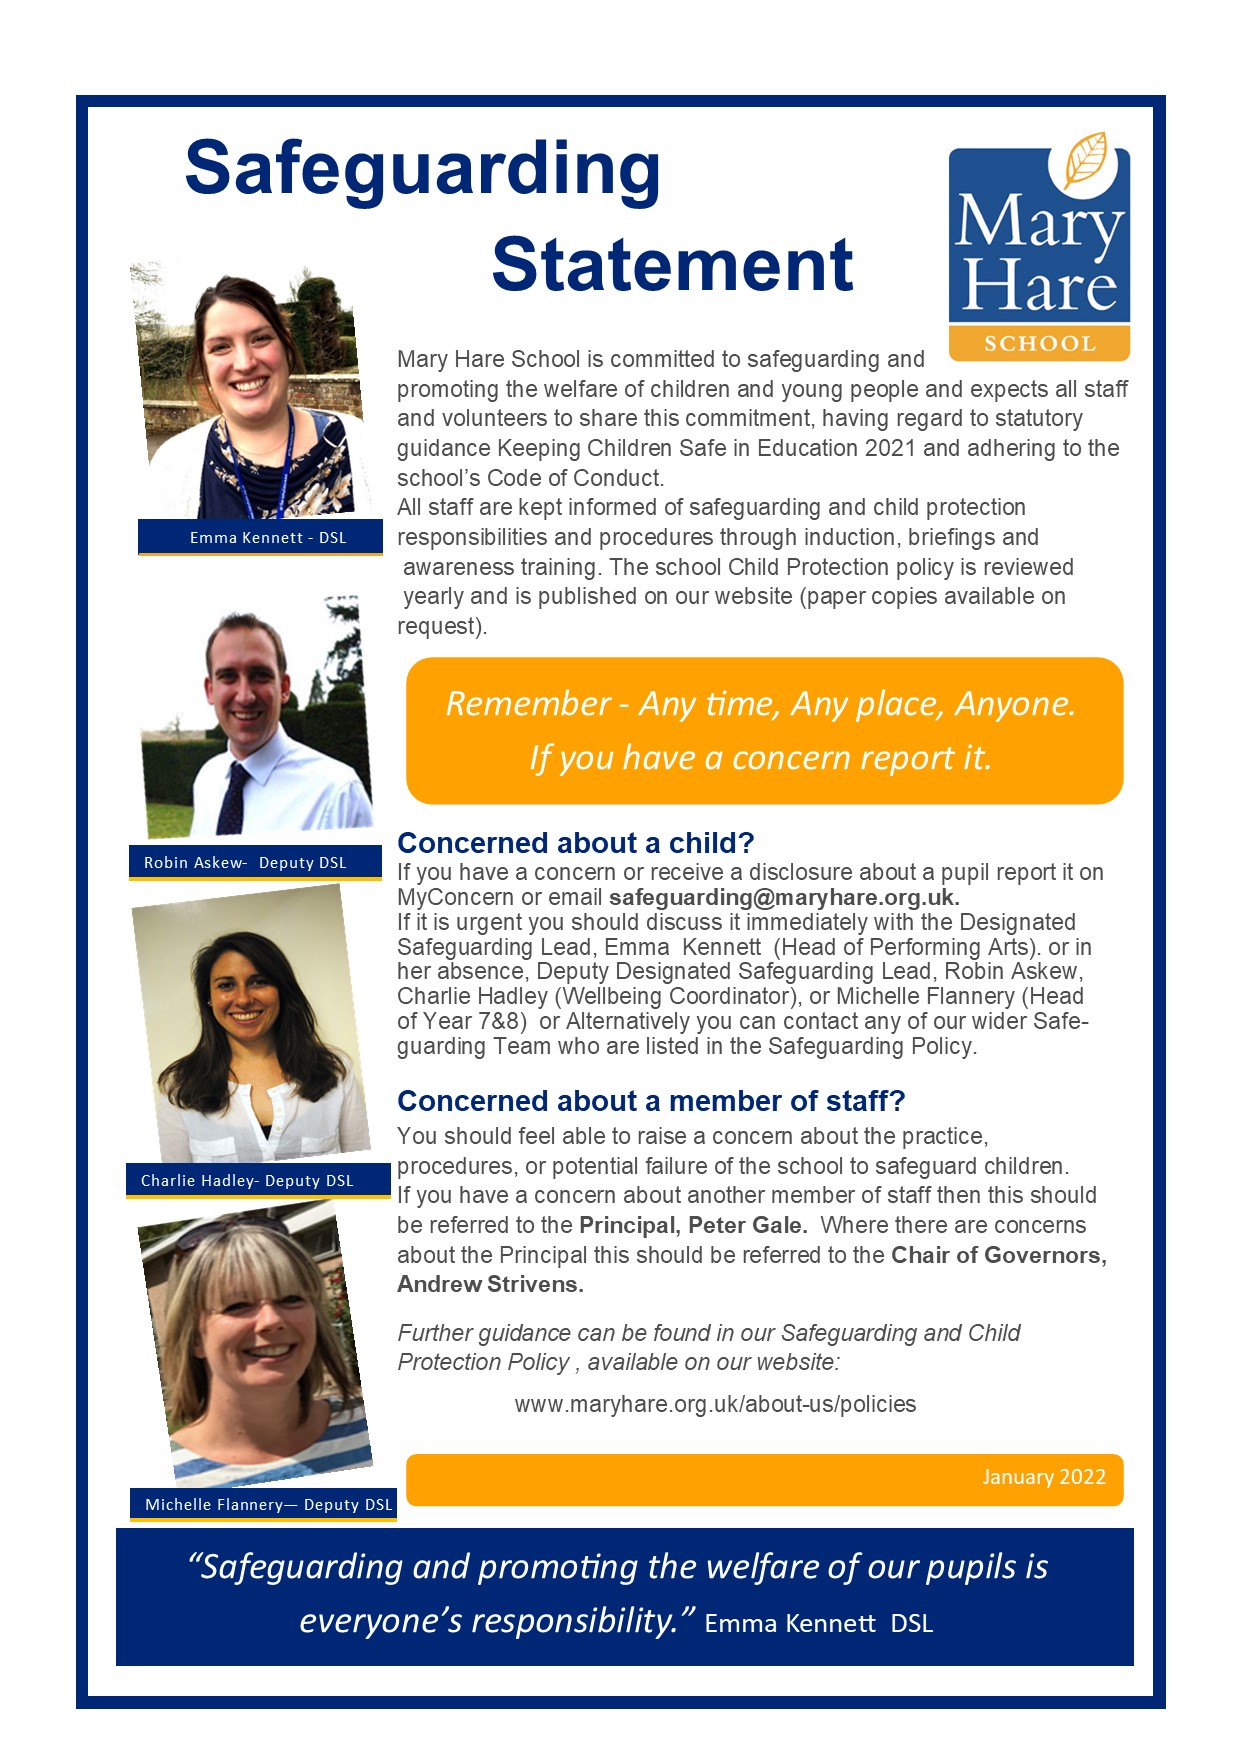 Safeguarding
Statement
Mary
Hare
SCHOOL
Mary Hare School is committed to safeguarding and
promoting the welfare of children and young people and expects all staff
and volunteers to share this commitment, having regard to statutory
guidance Keeping Children Safe in Education 2021 and adhering to the
school’s Code of Conduct.
All staff are kept informed of safeguarding and child protection
responsibilities and procedures through induction, briefings and
awareness training. The school Child Protection policy is reviewed
yearly and is published on our website (paper copies available on
request).
Emma Kennett - DSL
Remember - Any time, Any place, Anyone.
If you have a concern report it.
Robin Askew-  Deputy DSL
Concerned about a child?
If you have a concern or receive a disclosure about a pupil report it on
MyConcern or email safeguarding@maryhare.org.uk.
If it is urgent you should discuss it immediately with the Designated
Safeguarding Lead, Emma  Kennett  (Head of Performing Arts). or in
her absence, Deputy Designated Safeguarding Lead, Robin Askew,
Charlie Hadley (Wellbeing Coordinator), or Michelle Flannery (Head
of Year 7&8)  or Alternatively you can contact any of our wider Safe-
guarding Team who are listed in the Safeguarding Policy.
Charlie Hadley- Deputy DSL
Concerned about a member of staff?
You should feel able to raise a concern about the practice,
procedures, or potential failure of the school to safeguard children.
If you have a concern about another member of staff then this should
be referred to the Principal, Peter Gale.  Where there are concerns
about the Principal this should be referred to the Chair of Governors,
Andrew Strivens.
Further guidance can be found in our Safeguarding and Child
Protection Policy , available on our website:
www.maryhare.org.uk/about-us/policies
Michelle Flannery— Deputy DSL
January 2022
“Safeguarding and promoting the welfare of our pupils is
everyone’s responsibility.” Emma Kennett  DSL